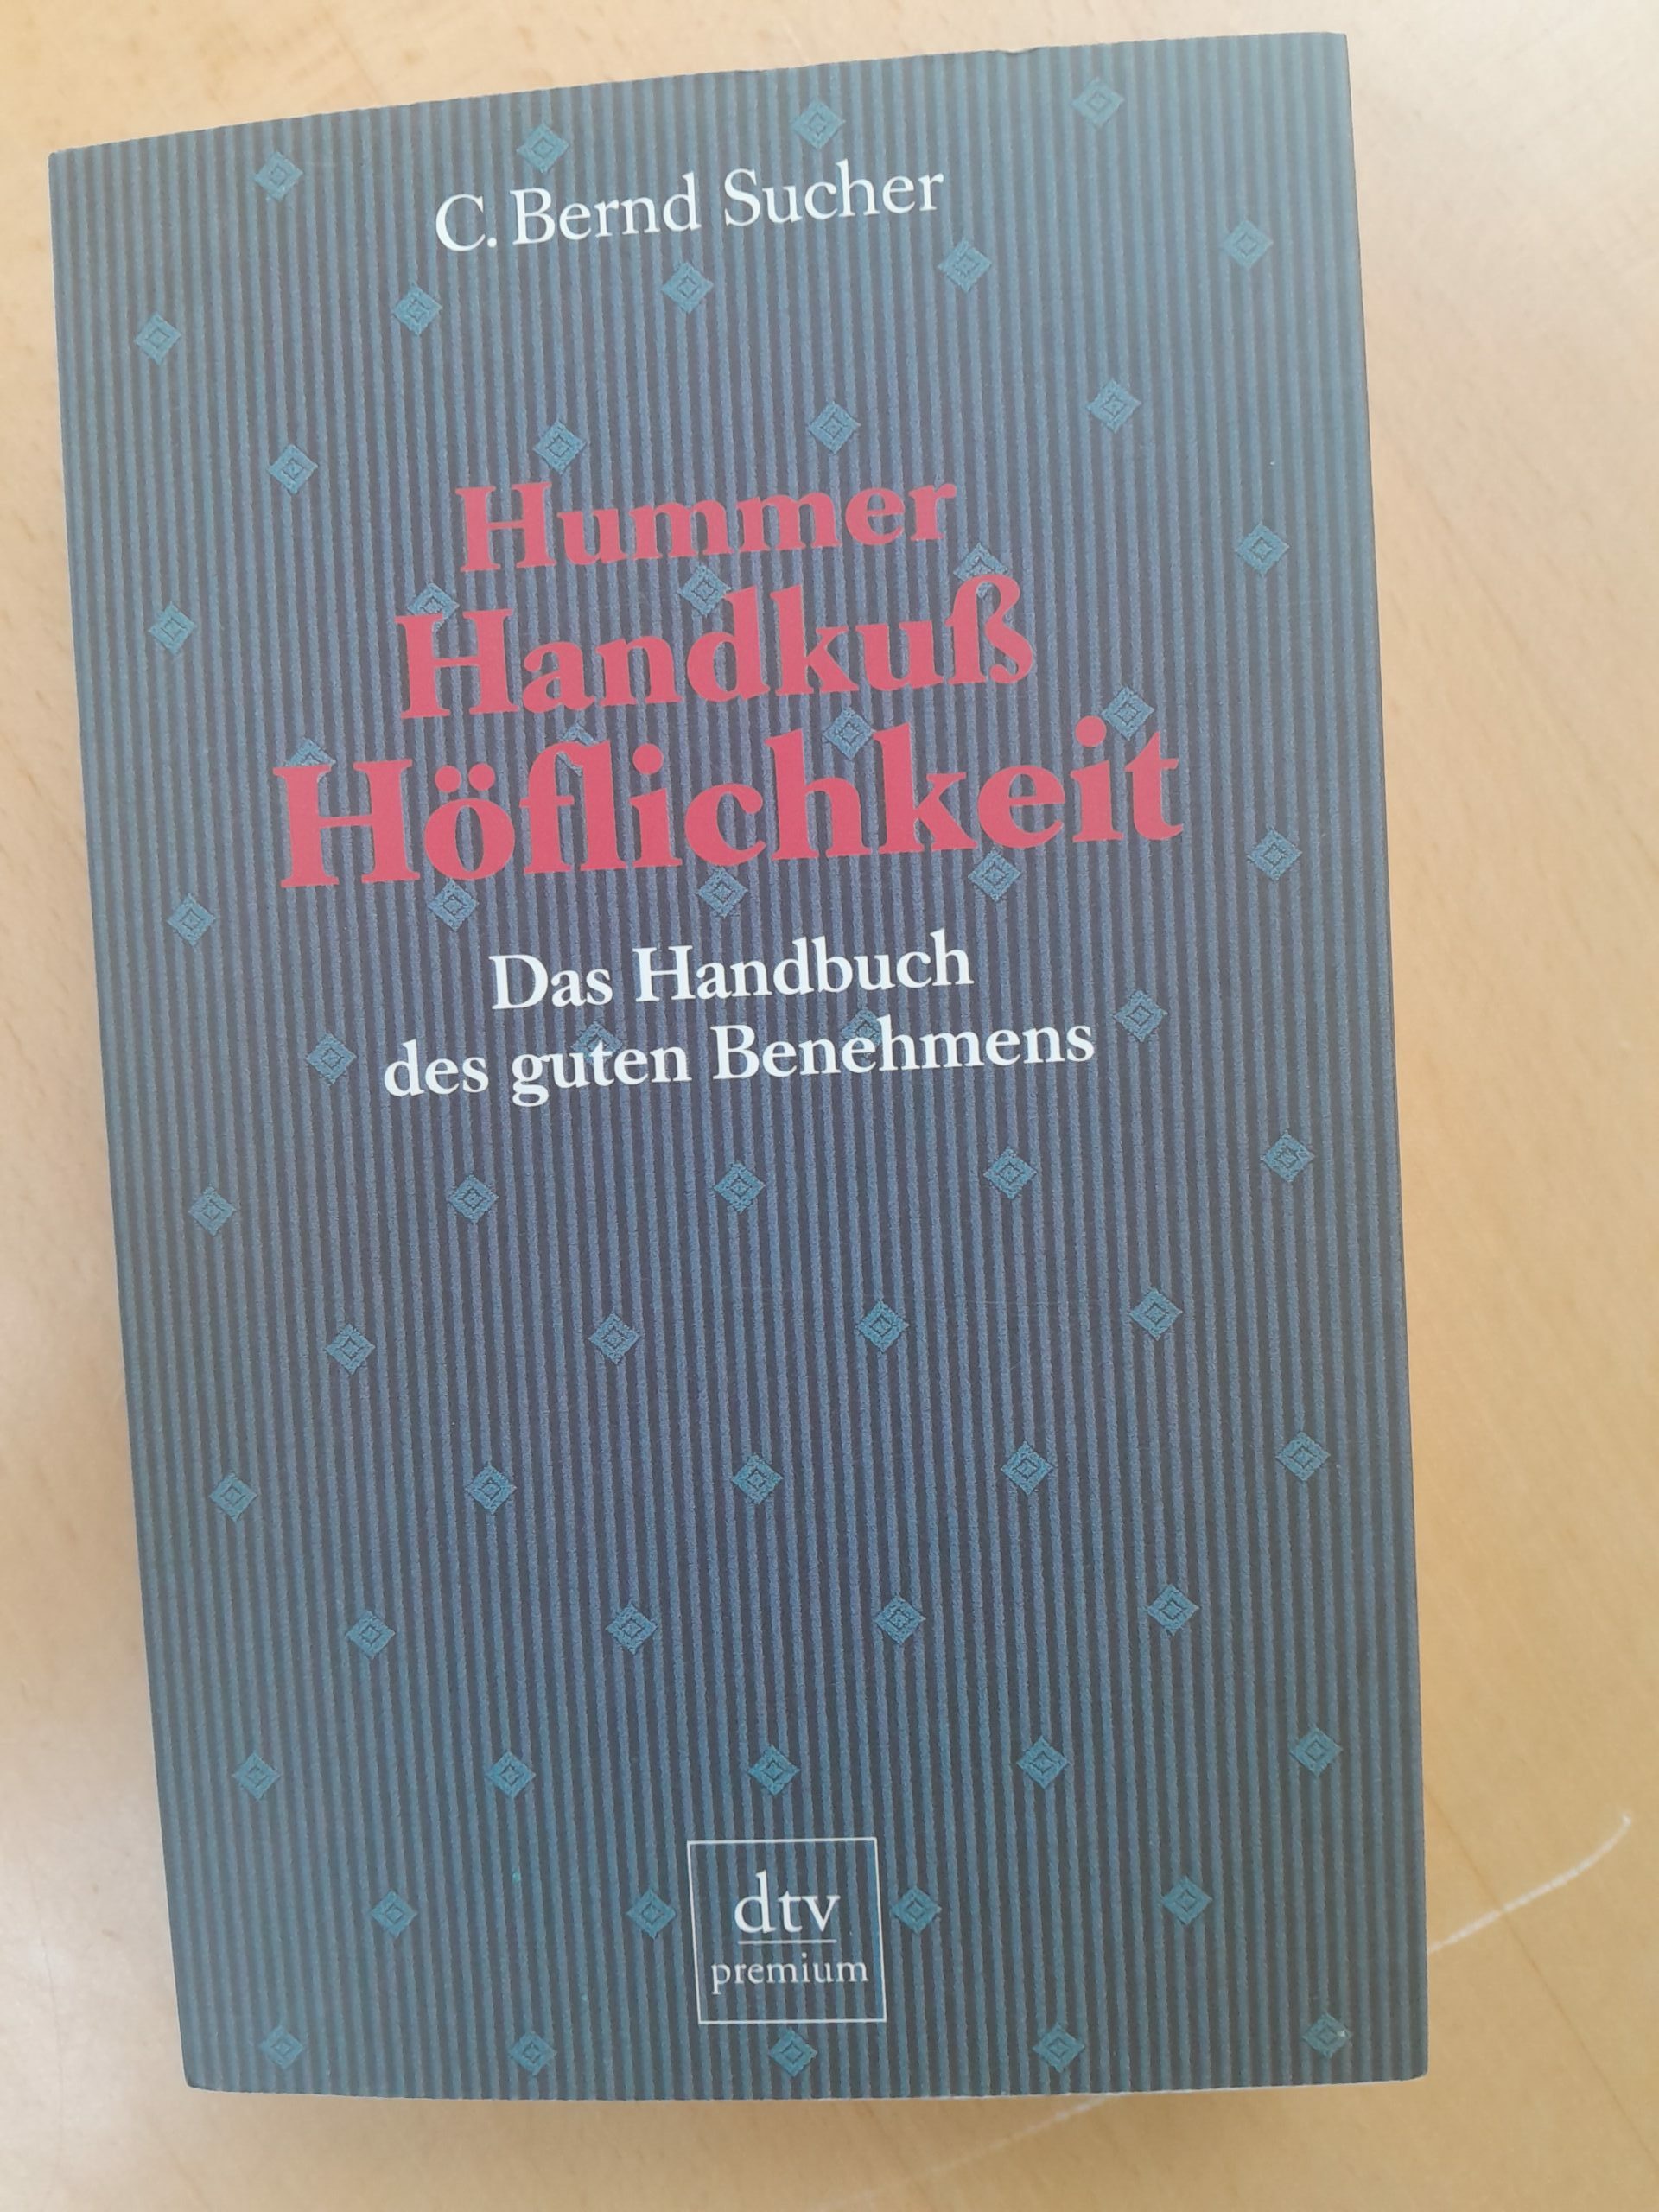 C. Bernd Sucher
Hummer
Handkuß
Höflichkeit
Das Handbuch
des guten Benehmens
dtv
premium